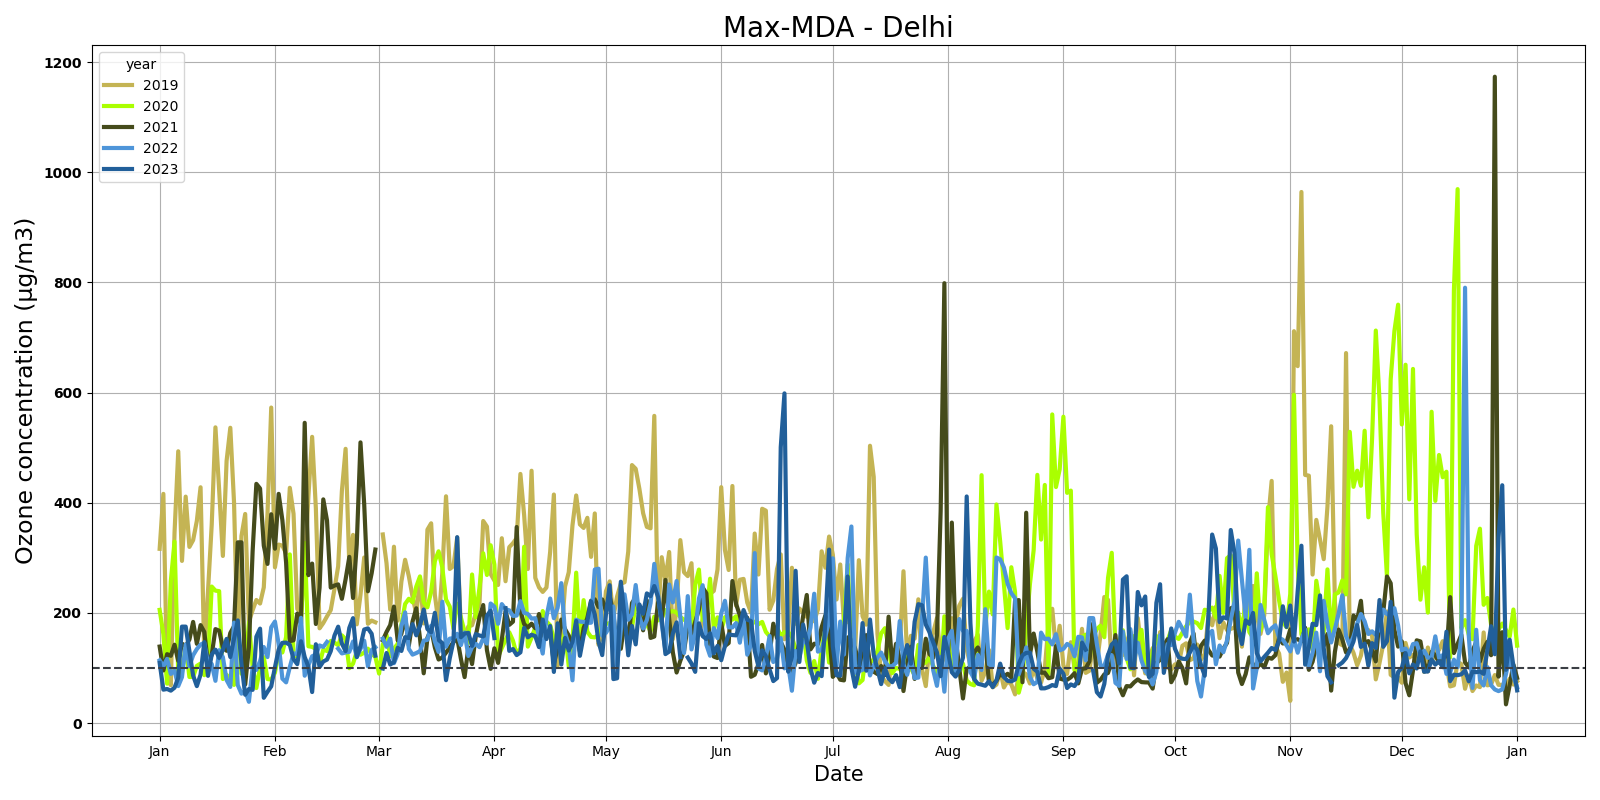 Max-MDA - Delhi
Ozone concentration (µg/m3)
1200
1000
800
600
400
200
0
year
2019
2020
2021
2022
2023
Jan Feb Mar Apr May Jun Jul Aug Sep Oct Nov Dec Jan
Date